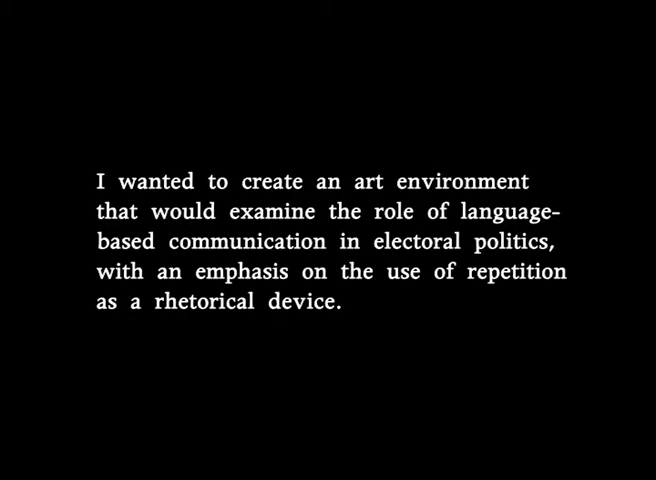 I wanted to create an art environment
that would examine the role of language-
based communication in electoral politics,
with an emphasis on the use of repetition
as a rhetorical device.